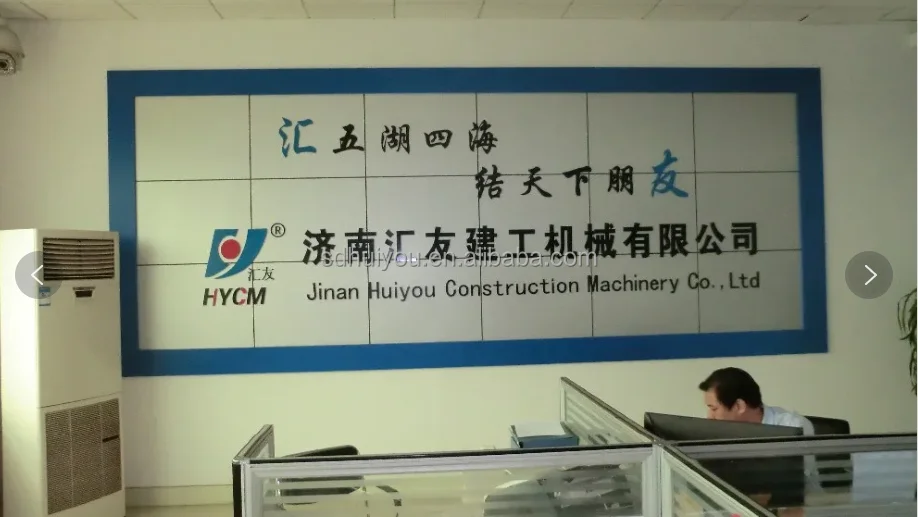 汇五湖四海
结天下朋友
®
汇友
HYCM
济南汇友建工机械有限公司
sdhuiyou.en.alibaba.com
Jinan Huiyou Construction Machinery Co.,Ltd